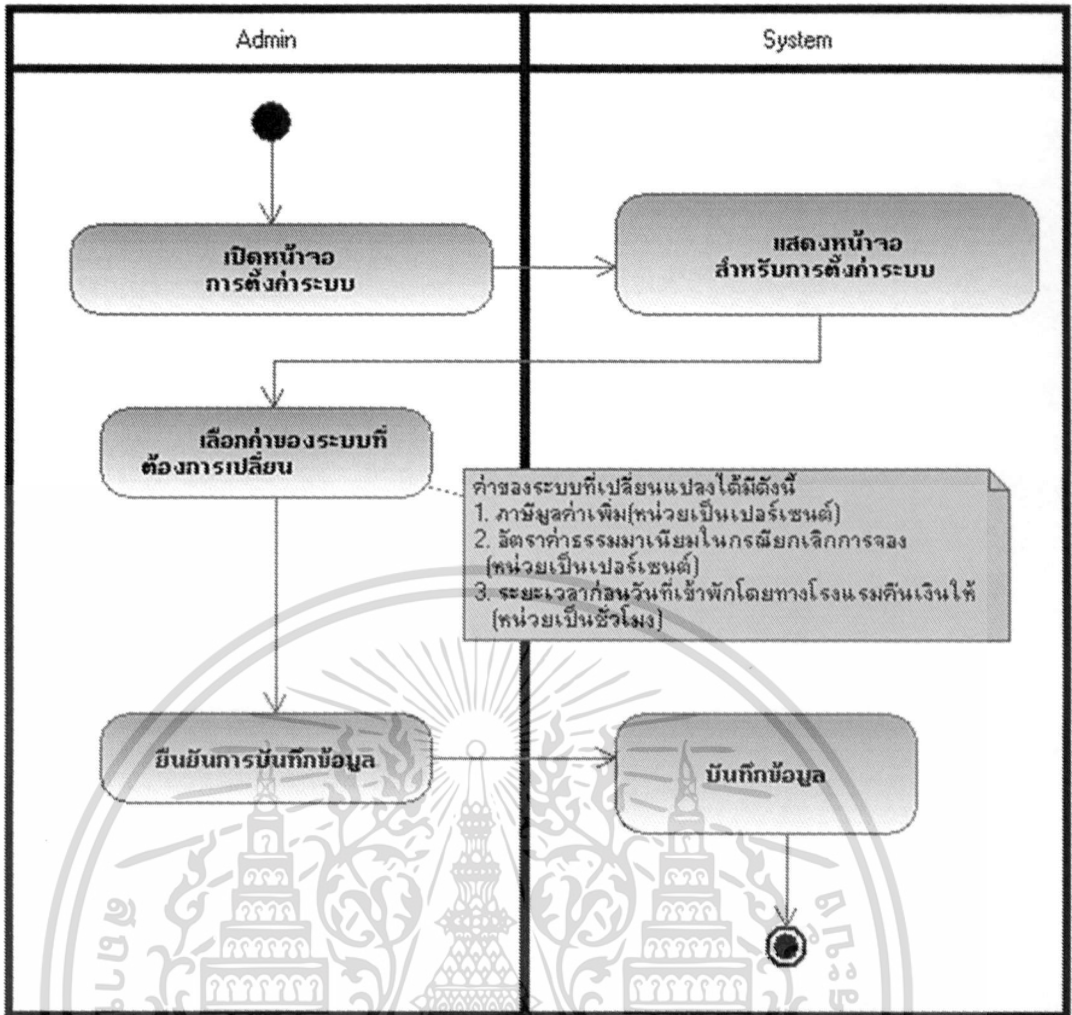 Admin
System
เปิดหน้าจอ
การตั้งค่าระบบ
แสดงหน้าจอ
สำหรับการตั้งค่าระบบ
เลือกค่าของระบบที่
ต้องการเปลี่ยน
ค่าของระบบที่เปลี่ยนแปลงได้มีดังนี้
1. ภาษีมูลค่าเพิ่ม(หน่วยเป็นเปอร์เซนต์)
2. อัตราค่าธรรมมาเนียมในกรณียกเลิกการจอง
(หน่วยเป็นเปอร์เซนต์)
3. ระยะเวลาก่อนวันที่เข้าพักโดยทางโรงแรมคืนเงินให้
(หน่วยเป็นชั่วโมง)
ยืนยันการบันทึกข้อมูล
บันทึกข้อมูล